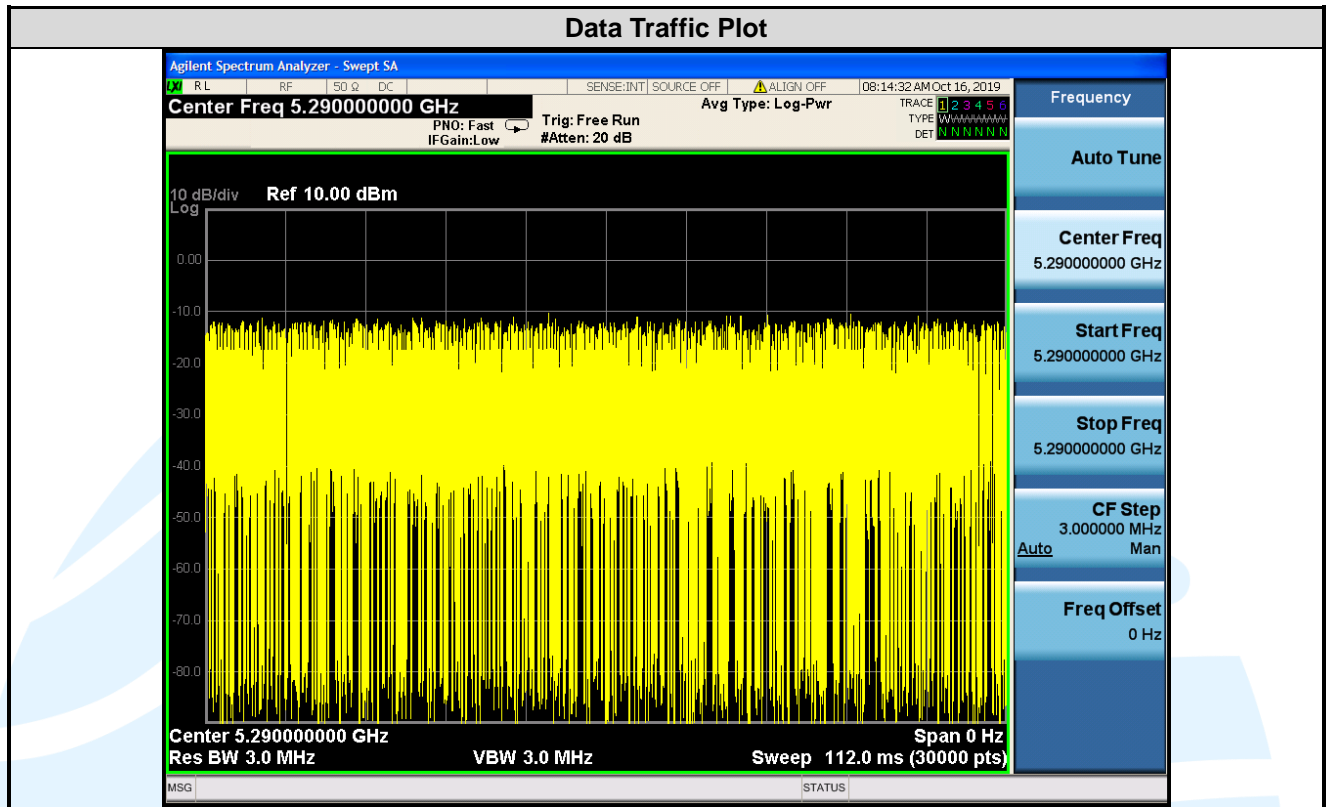 Data Traffic Plot
Agilent Spectrum Analyzer - Swept SA
LXI RL RF 50 Ω DC SENSE:INT SOURCE OFF ALIGN OFF 08:14:32 AM Oct 16, 2019
Center Freq 5.290000000 GHz
Avg Type: Log-Pwr
TRACE 1 2 3 4 5 6
TYPE
DET N N N N N N
PNO: Fast
IFGain:Low
Trig: Free Run
#Atten: 20 dB
10 dB/div
Log
Ref 10.00 dBm
0.00
-10.0
-20.0
-30.0
-40.0
-50.0
-60.0
-70.0
-80.0
Center 5.290000000 GHz
Span 0 Hz
Res BW 3.0 MHz
VBW 3.0 MHz
Sweep 112.0 ms (30000 pts)
MSG
STATUS
Frequency
Auto Tune
Center Freq
5.290000000 GHz
Start Freq
5.290000000 GHz
Stop Freq
5.290000000 GHz
CF Step
3.000000 MHz
Auto Man
Freq Offset
0 Hz